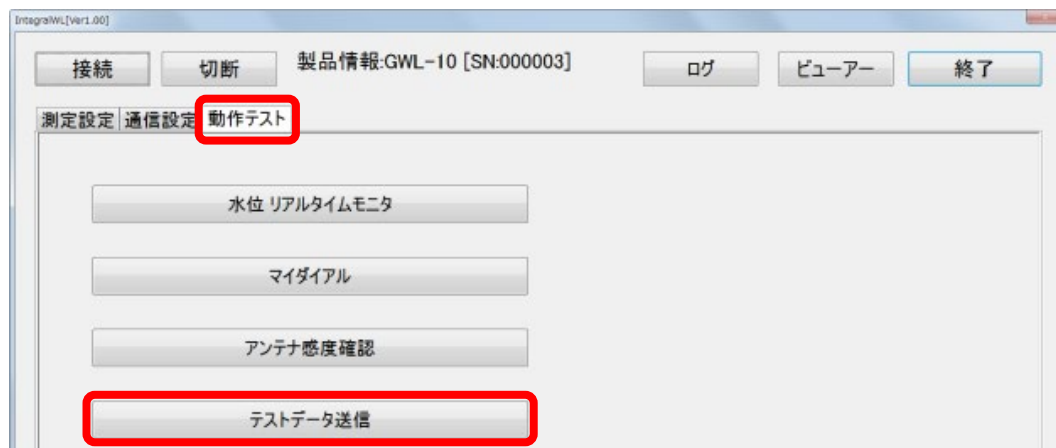 IntegralWL[Ver1.00]
接続 切断 製品情報:GWL-10 [SN:000003] ログ ビューアー 終了
測定設定 通信設定 動作テスト
水位 リアルタイムモニタ
マイダイアル
アンテナ感度確認
テストデータ送信